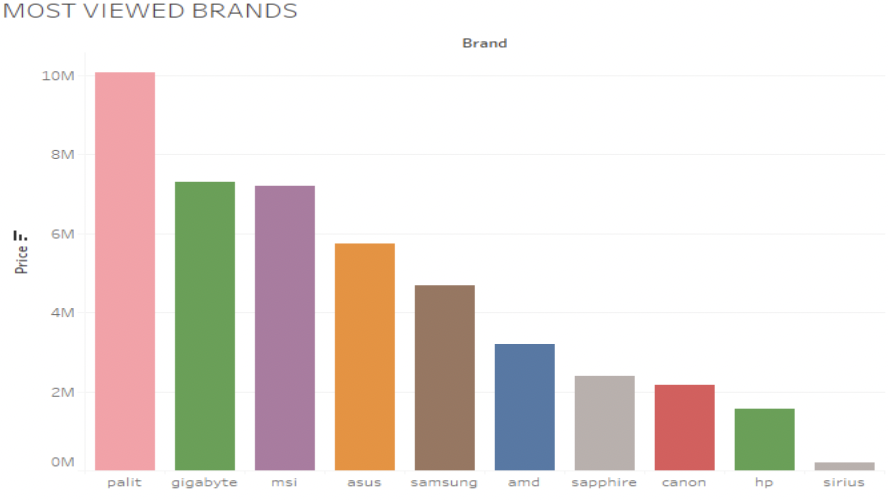 MOST VIEWED BRANDS
Brand
Price
10M
8M
6M
4M
2M
0M
palit gigabyte msi asus samsung amd sapphire canon hp sirius